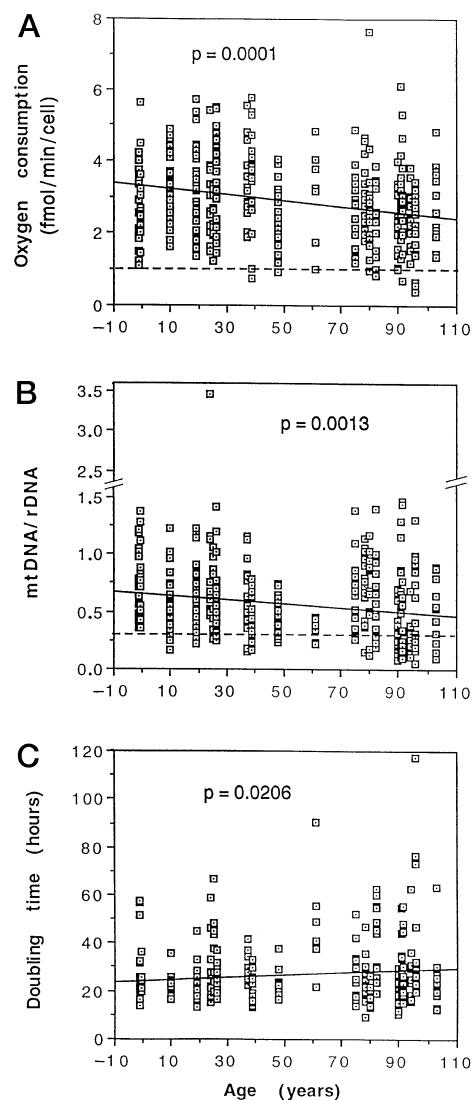 A
Oxygen consumption
(fmol/min/cell)
p = 0.0001
8
6
4
2
0
−10 10 30 50 70 90 110
B
mtDNA/rDNA
p = 0.0013
3.5
3.0
2.5
1.5
1.0
0.5
0.0
−10 10 30 50 70 90 110
C
Doubling time (hours)
p = 0.0206
120
100
80
60
40
20
0
−10 10 30 50 70 90 110
Age (years)